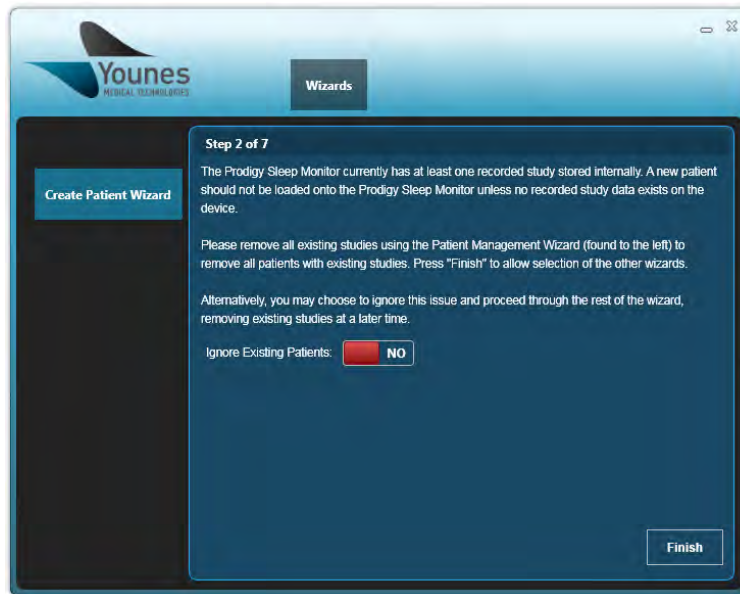 Younes
MEDICAL TECHNOLOGIES
Wizards
Create Patient Wizard
Step 2 of 7
The Prodigy Sleep Monitor currently has at least one recorded study stored internally. A new patient
should not be loaded onto the Prodigy Sleep Monitor unless no recorded study data exists on the
device.
Please remove all existing studies using the Patient Management Wizard (found to the left) to
remove all patients with existing studies. Press "Finish" to allow selection of the other wizards.
Alternatively, you may choose to ignore this issue and proceed through the rest of the wizard,
removing existing studies at a later time.
Ignore Existing Patients: NO
Finish